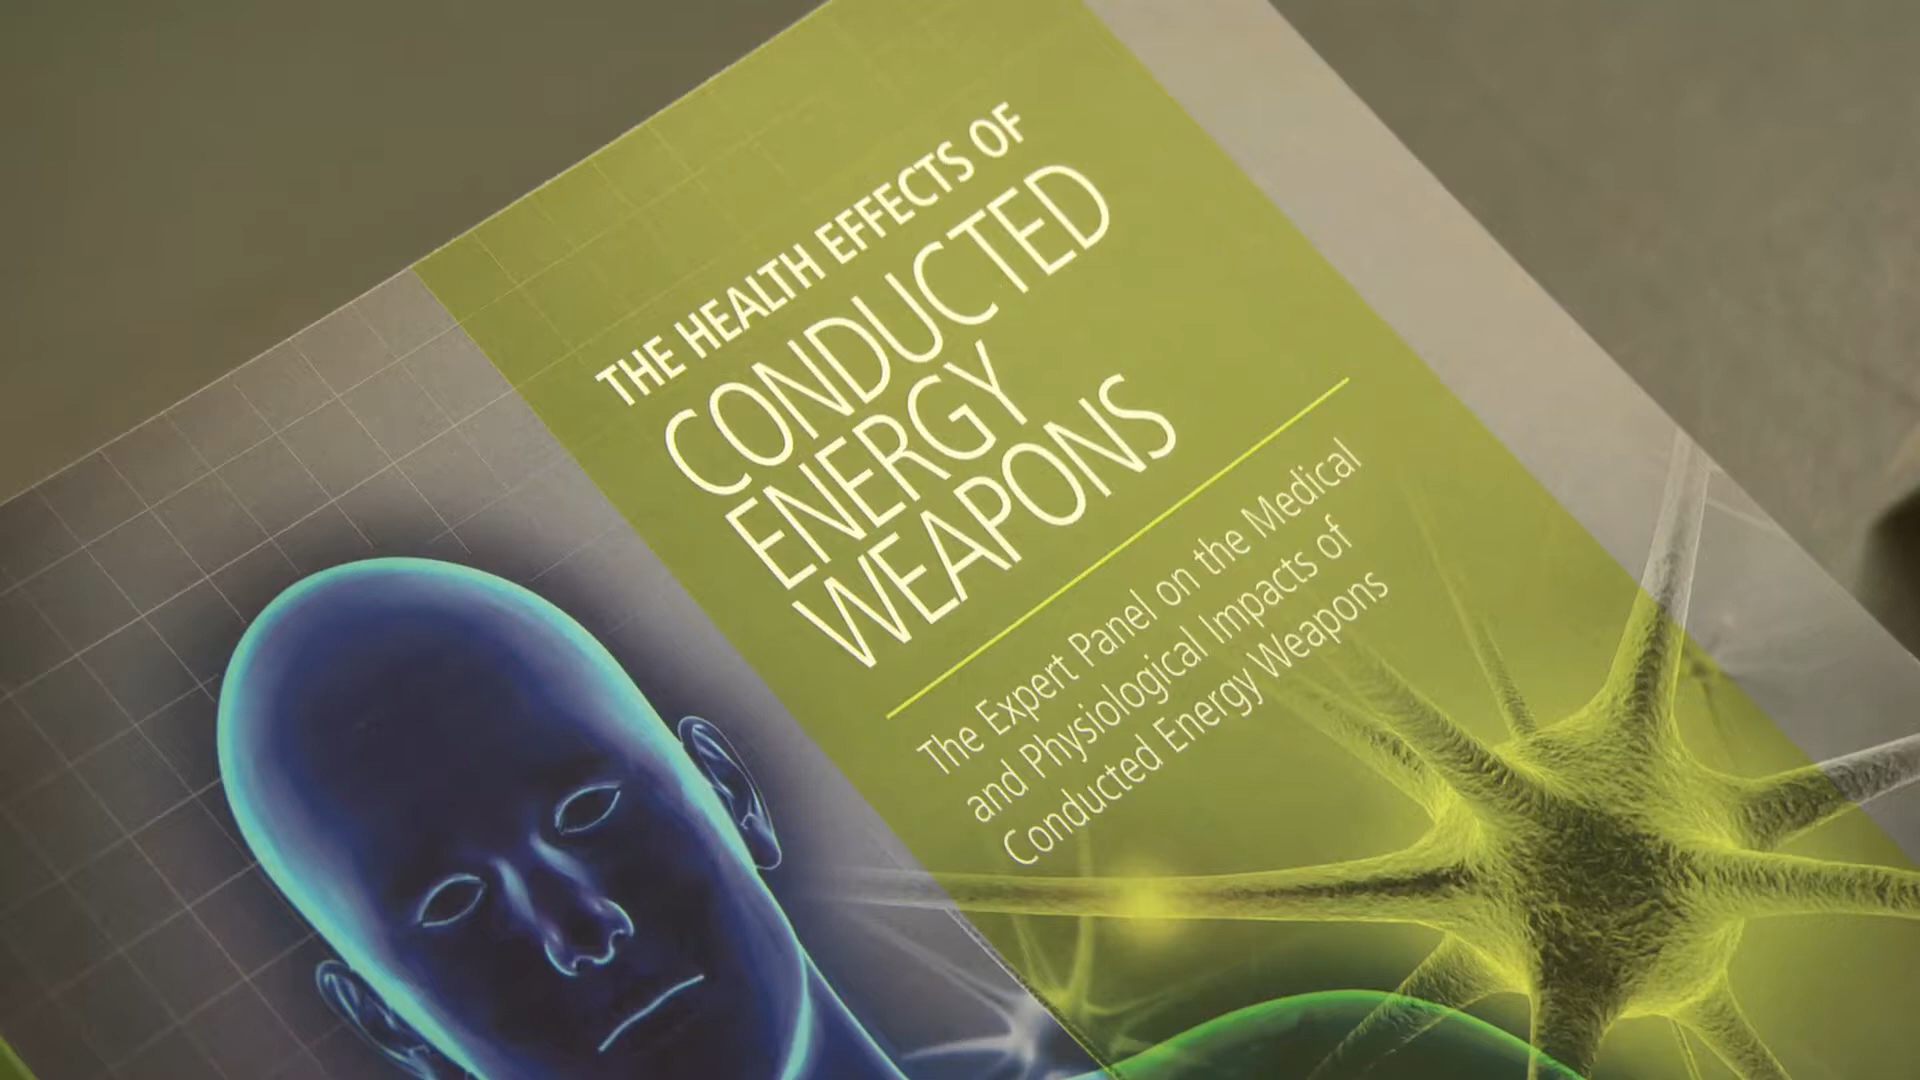 THE HEALTH EFFECTS OF
CONDUCTED
ENERGY
WEAPONS
The Expert Panel on the Medical
and Physiological Impacts of
Conducted Energy Weapons